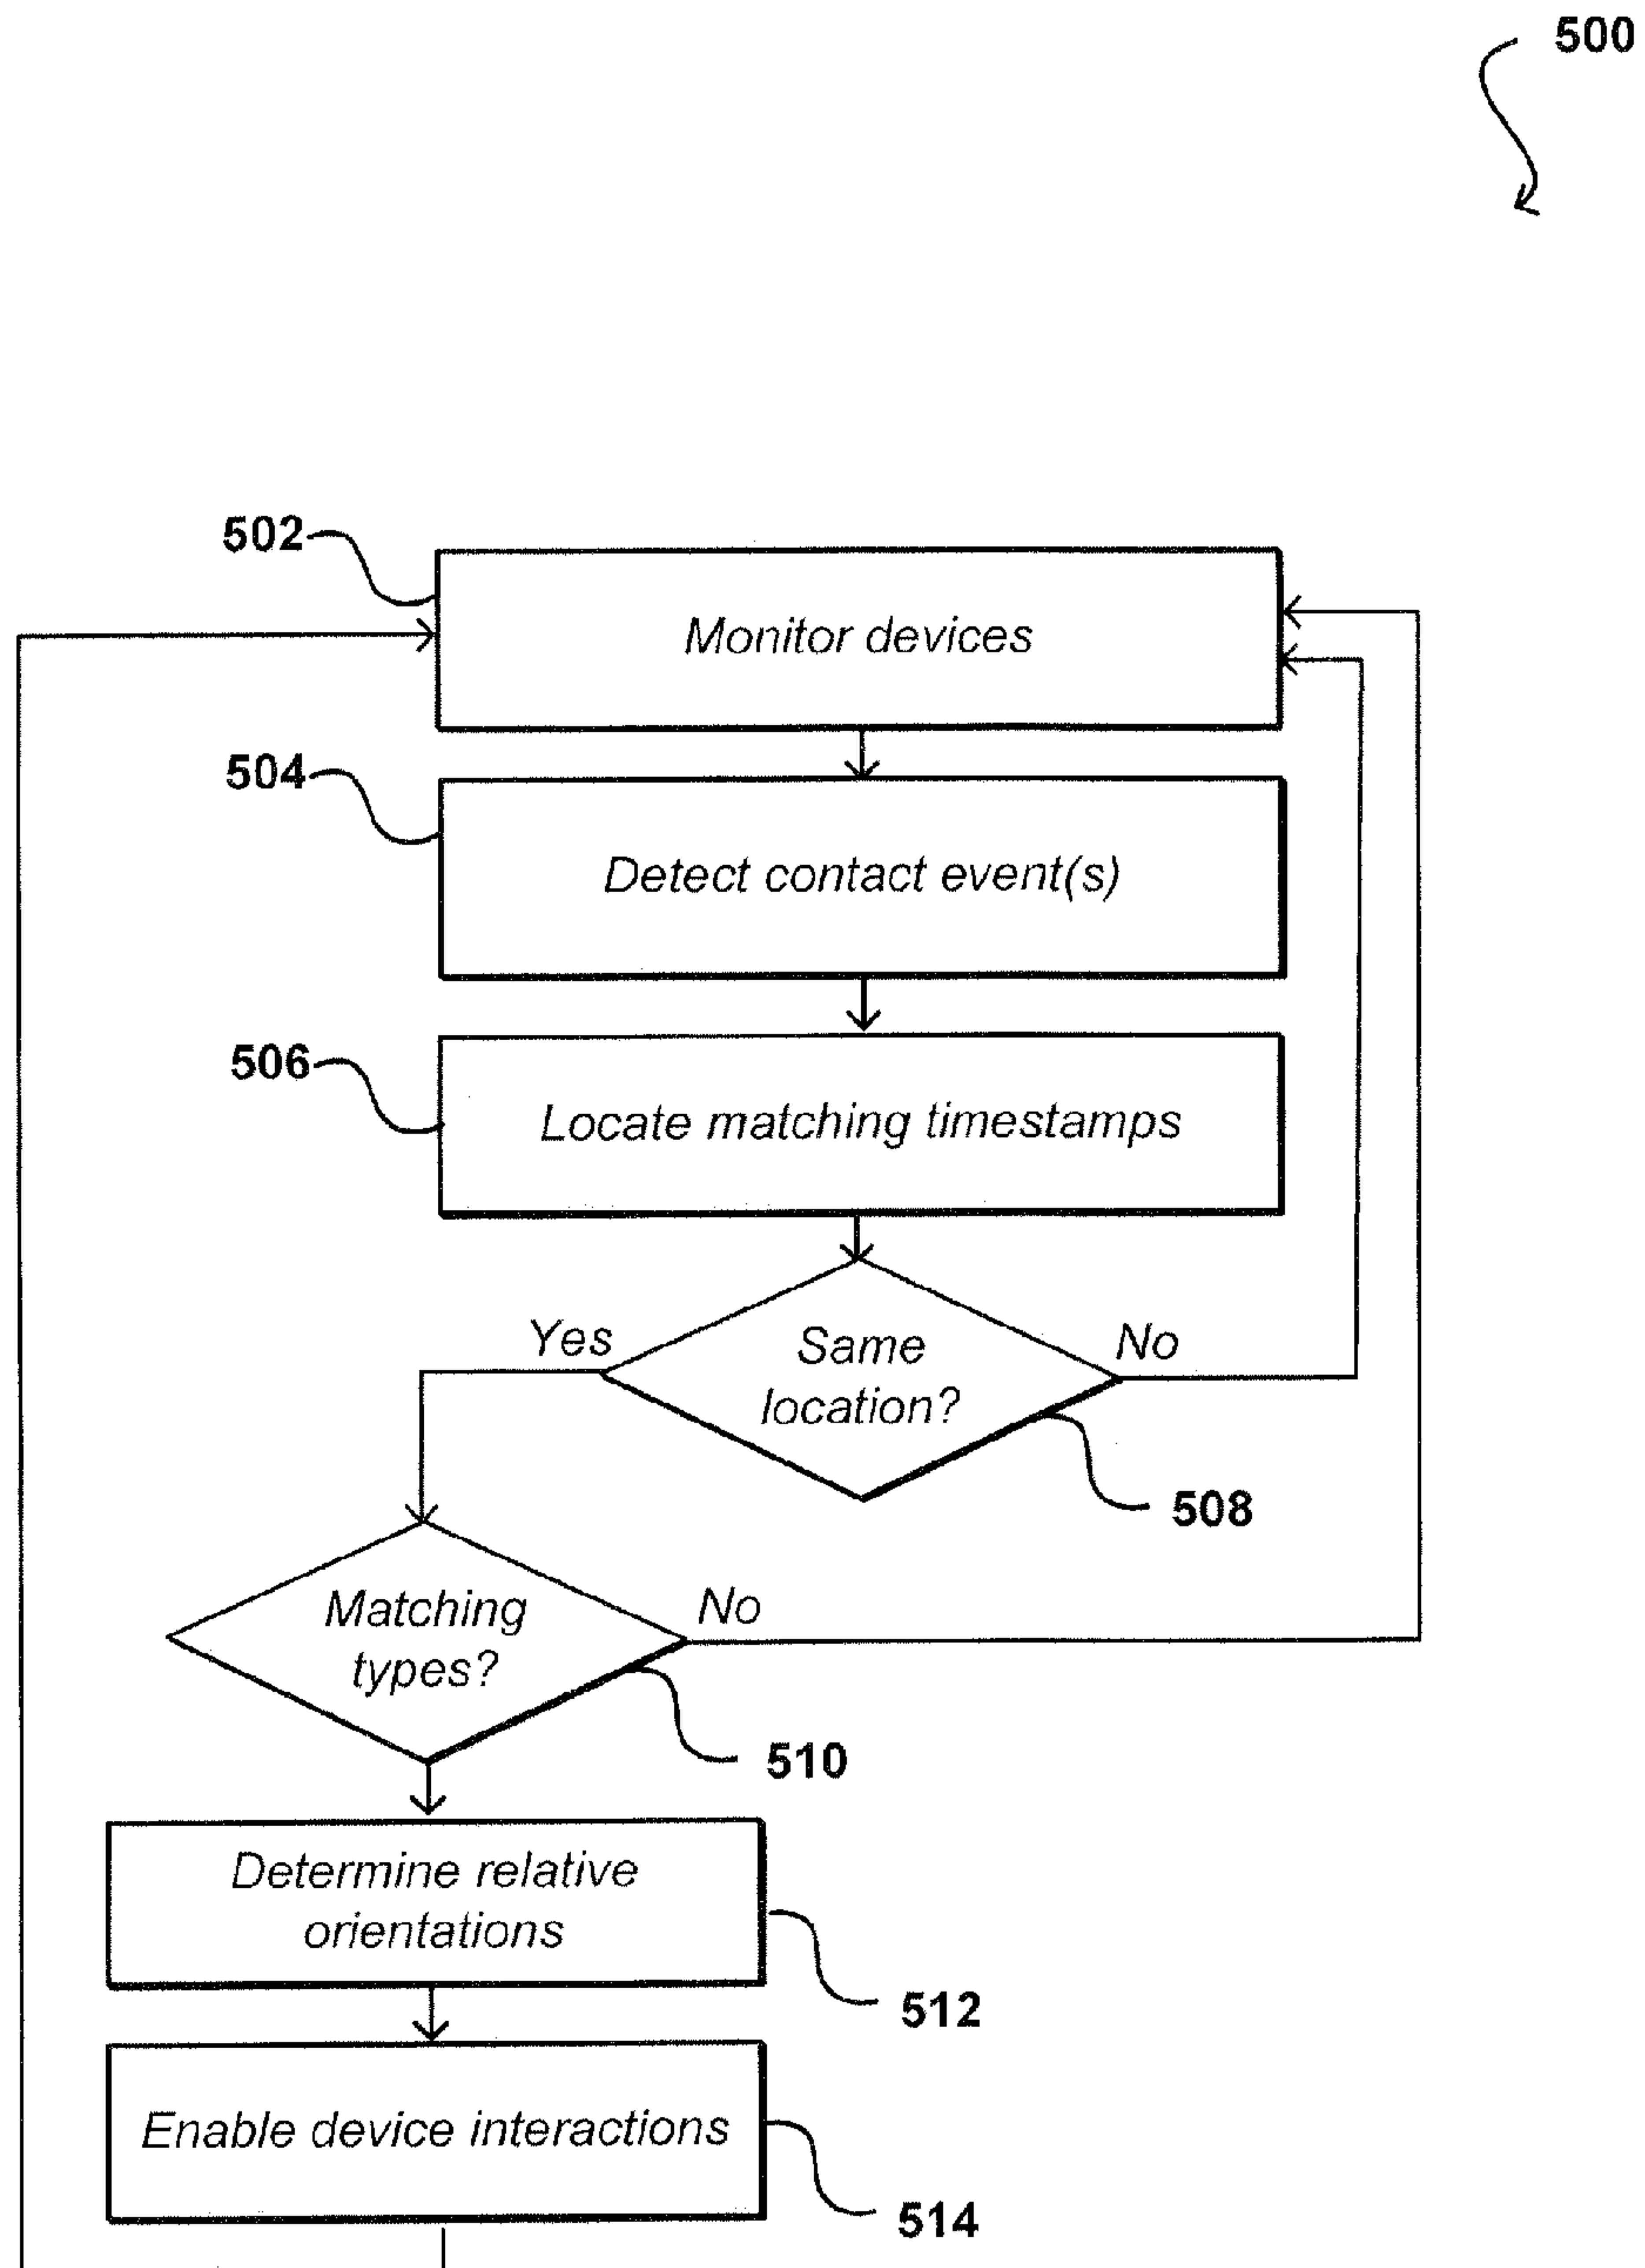 500
502
Monitor devices
504
Detect contact event(s)
506
Locate matching timestamps
Yes
Same
location?
No
508
Matching
types?
No
510
Determine relative
orientations
512
Enable device interactions
514